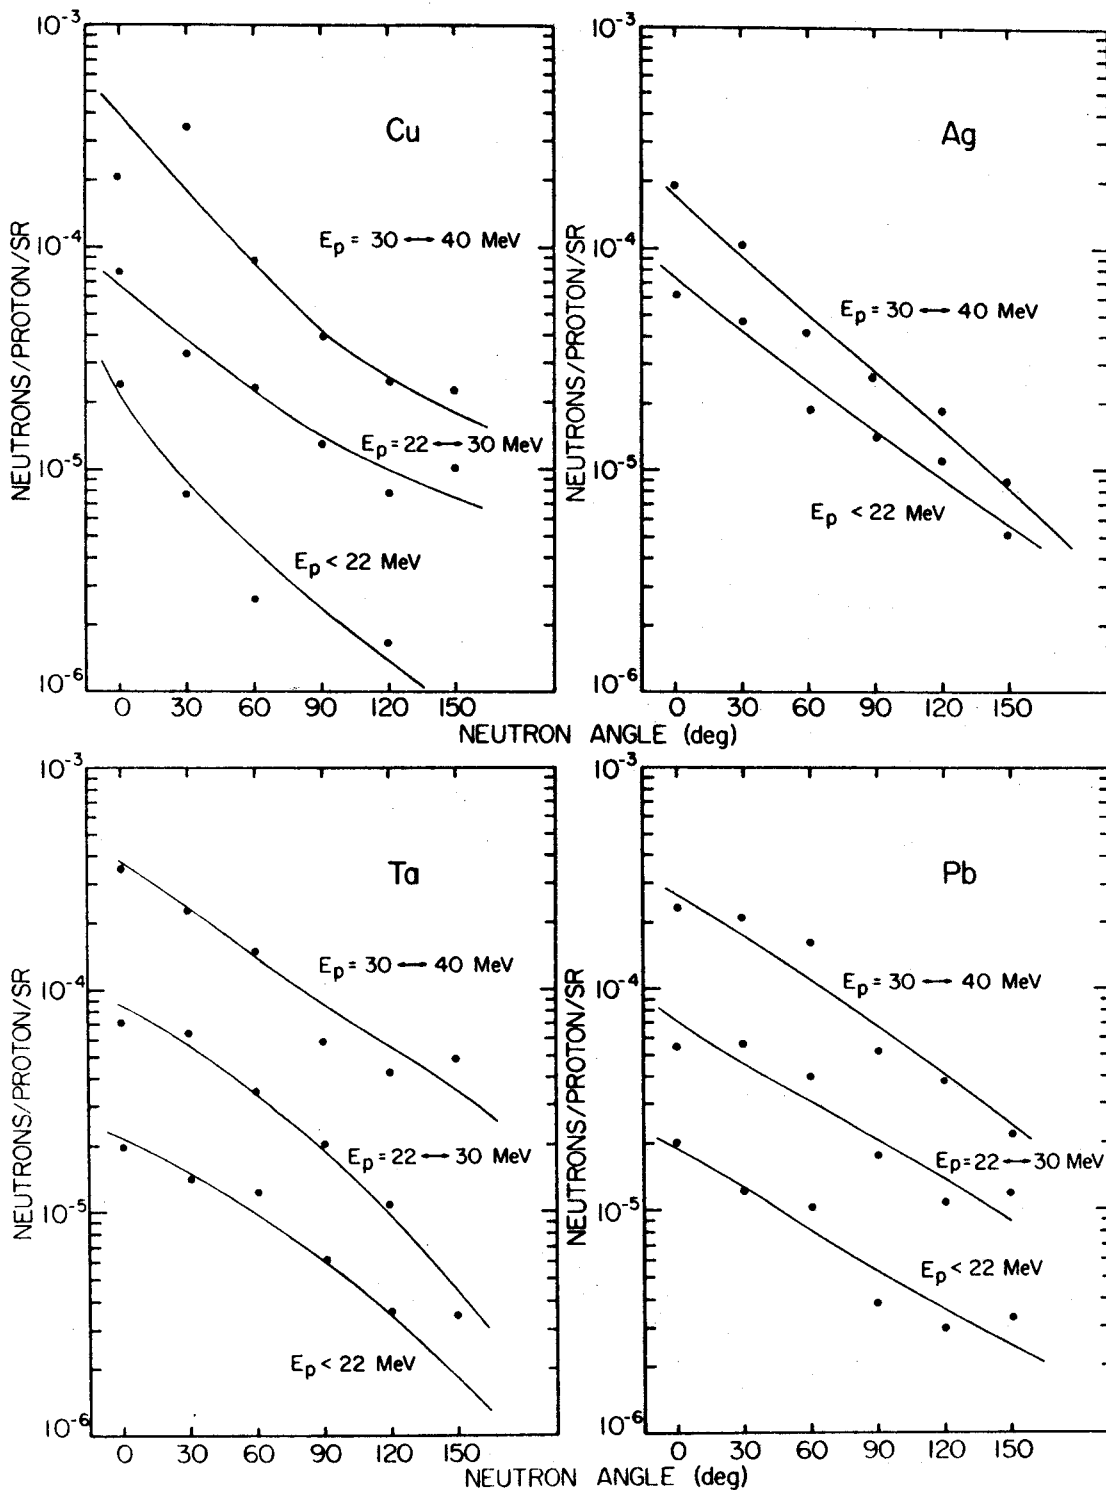 10-3
10-4
10-5
10-6
NEUTRONS/PROTON/SR
Cu
Ep = 30 ↔ 40 MeV
Ep = 22 ↔ 30 MeV
Ep < 22 MeV
0 30 60 90 120 150
10-3
10-4
10-5
10-6
NEUTRONS/PROTON/SR
Ag
Ep = 30 ↔ 40 MeV
Ep < 22 MeV
0 30 60 90 120 150
NEUTRON ANGLE (deg)
10-3
10-4
10-5
10-6
NEUTRONS/PROTON/SR
Ta
Ep = 30 ↔ 40 MeV
Ep = 22 ↔ 30 MeV
Ep < 22 MeV
0 30 60 90 120 150
10-3
10-4
10-5
10-6
NEUTRONS/PROTON/SR
Pb
Ep = 30 ↔ 40 MeV
Ep = 22 ↔ 30 MeV
Ep < 22 MeV
0 30 60 90 120 150
NEUTRON ANGLE (deg)